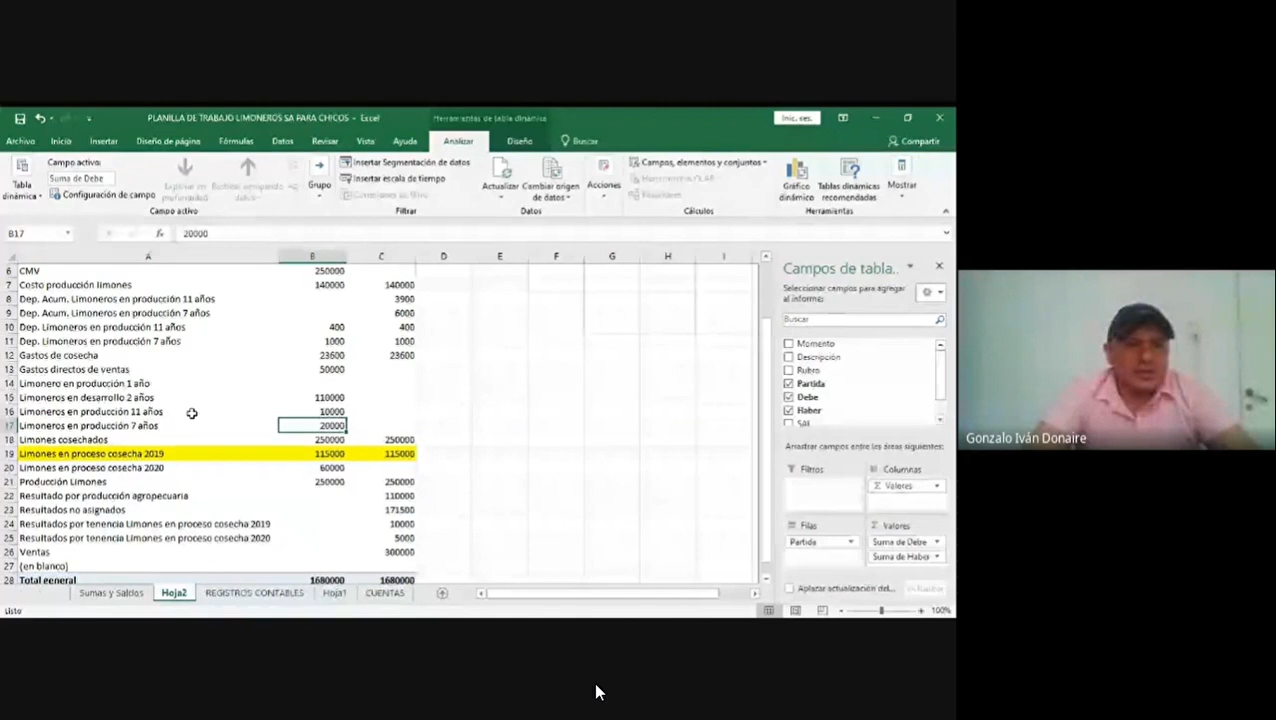 PLANILLA DE TRABAJO LIMONEROS SA PARA CHICOS - Excel
Herramientas de tabla dinámica
Inic. ses.
Archivo Inicio Insertar Diseño de página Fórmulas Datos Revisar Vista Ayuda Analizar Diseño Buscar Compartir
Campo activo:
Suma de Debe
Configuración de campo
Tabla dinámica
Campo activo
Grupo
Insertar Segmentación de datos
Insertar escala de tiempo
Filtrar
Actualizar
Cambiar origen de datos
Datos
Acciones
Campos, elementos y conjuntos
Cálculos
Gráfico dinámico
Tablas dinámicas recomendadas
Herramientas
Mostrar
B17 fx 20000
A B C D E F G H I
6 CMV 250000
7 Costo producción limones 140000 140000
8 Dep. Acum. Limoneros en producción 11 años 3900
9 Dep. Acum. Limoneros en producción 7 años 6000
10 Dep. Limoneros en producción 11 años 400 400
11 Dep. Limoneros en producción 7 años 1000 1000
12 Gastos de cosecha 23600 23600
13 Gastos directos de ventas 50000
14 Limonero en producción 1 año
15 Limoneros en desarrollo 2 años 110000
16 Limoneros en producción 11 años 10000
17 Limoneros en producción 7 años 20000
18 Limones cosechados 250000 250000
19 Limones en proceso cosecha 2019 115000 115000
20 Limones en proceso cosecha 2020 60000
21 Producción Limones 250000 250000
22 Resultado por producción agropecuaria 110000
23 Resultados no asignados 171500
24 Resultados por tenencia Limones en proceso cosecha 2019 10000
25 Resultados por tenencia Limones en proceso cosecha 2020 5000
26 Ventas 300000
27 (en blanco)
28 Total general 1680000 1680000
Sumas y Saldos Hoja2 REGISTROS CONTABLES Hoja1 CUENTAS
Listo
100%
Campos de tabla..
Seleccionar campos para agregar al informe:
Buscar
Momento
Descripción
Rubro
Partida
Debe
Haber
Arrastrar campos entre las áreas siguientes:
Filtros
Columnas
Valores
Filas
Partida
Valores
Suma de Debe
Suma de Haber
Aplazar actualización del...
Gonzalo Iván Donaire